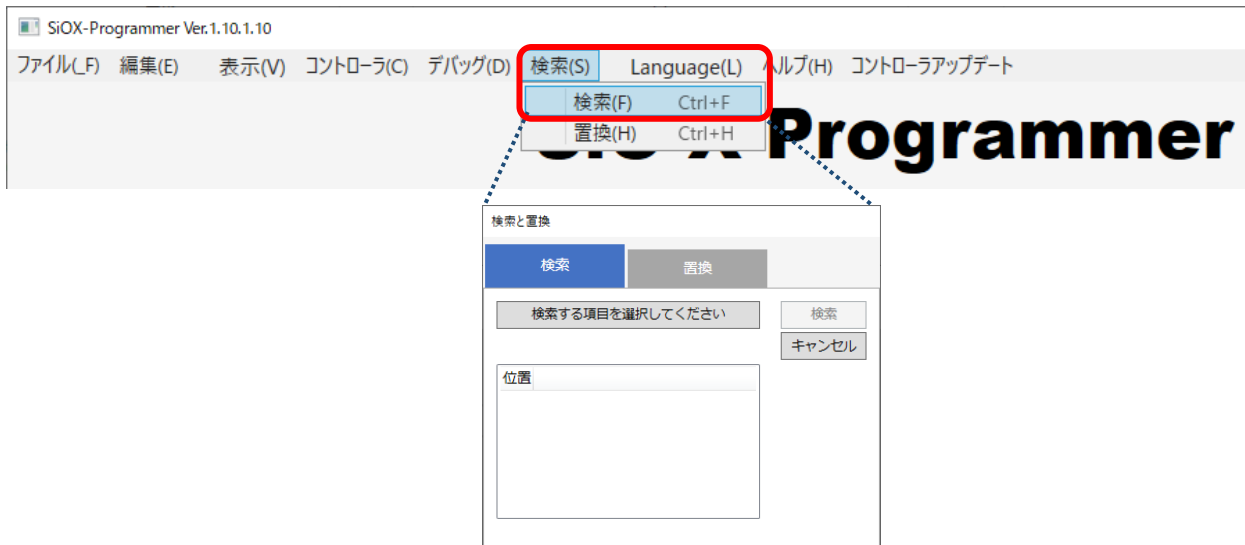 SiOX-Programmer Ver.1.10.1.10
ファイル(_F) 編集(E) 表示(V) コントローラ(C) デバッグ(D) 検索(S) Language(L) ヘルプ(H) コントローラアップデート
検索(F) Ctrl+F
置換(H) Ctrl+H
SiO-X Programmer
検索と置換
検索 置換
検索する項目を選択してください 検索
キャンセル
位置